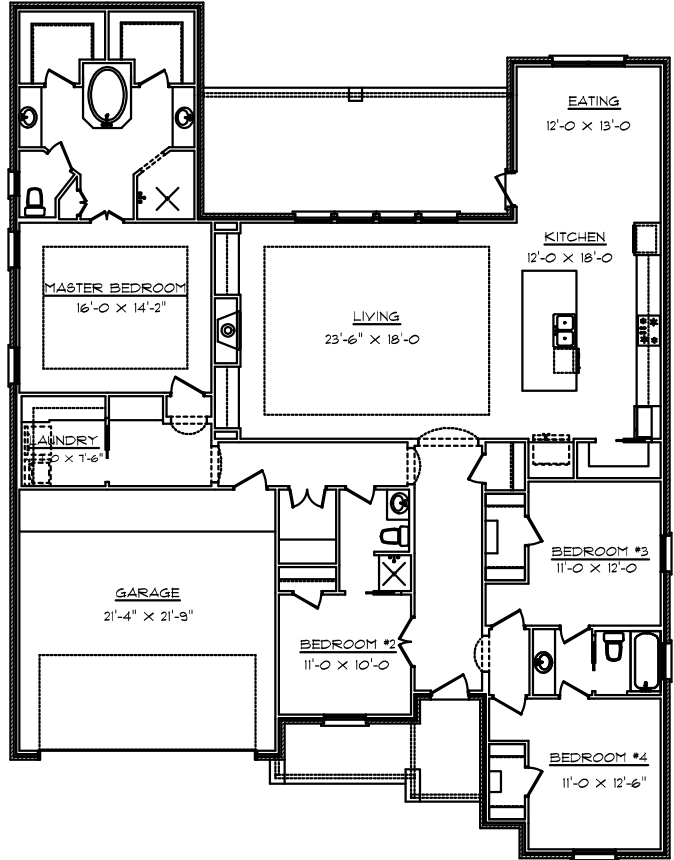 EATING
12'-0 X 13'-0
KITCHEN
12'-0 X 18'-0
MASTER BEDROOM
16'-0 X 14'-2"
LIVING
23'-6" X 18'-0
LAUNDRY
X 7'-6"
BEDROOM #3
11'-0 X 12'-0
GARAGE
21'-4" X 21'-9"
BEDROOM #2
11'-0 X 10'-0
BEDROOM #4
11'-0 X 12'-6"